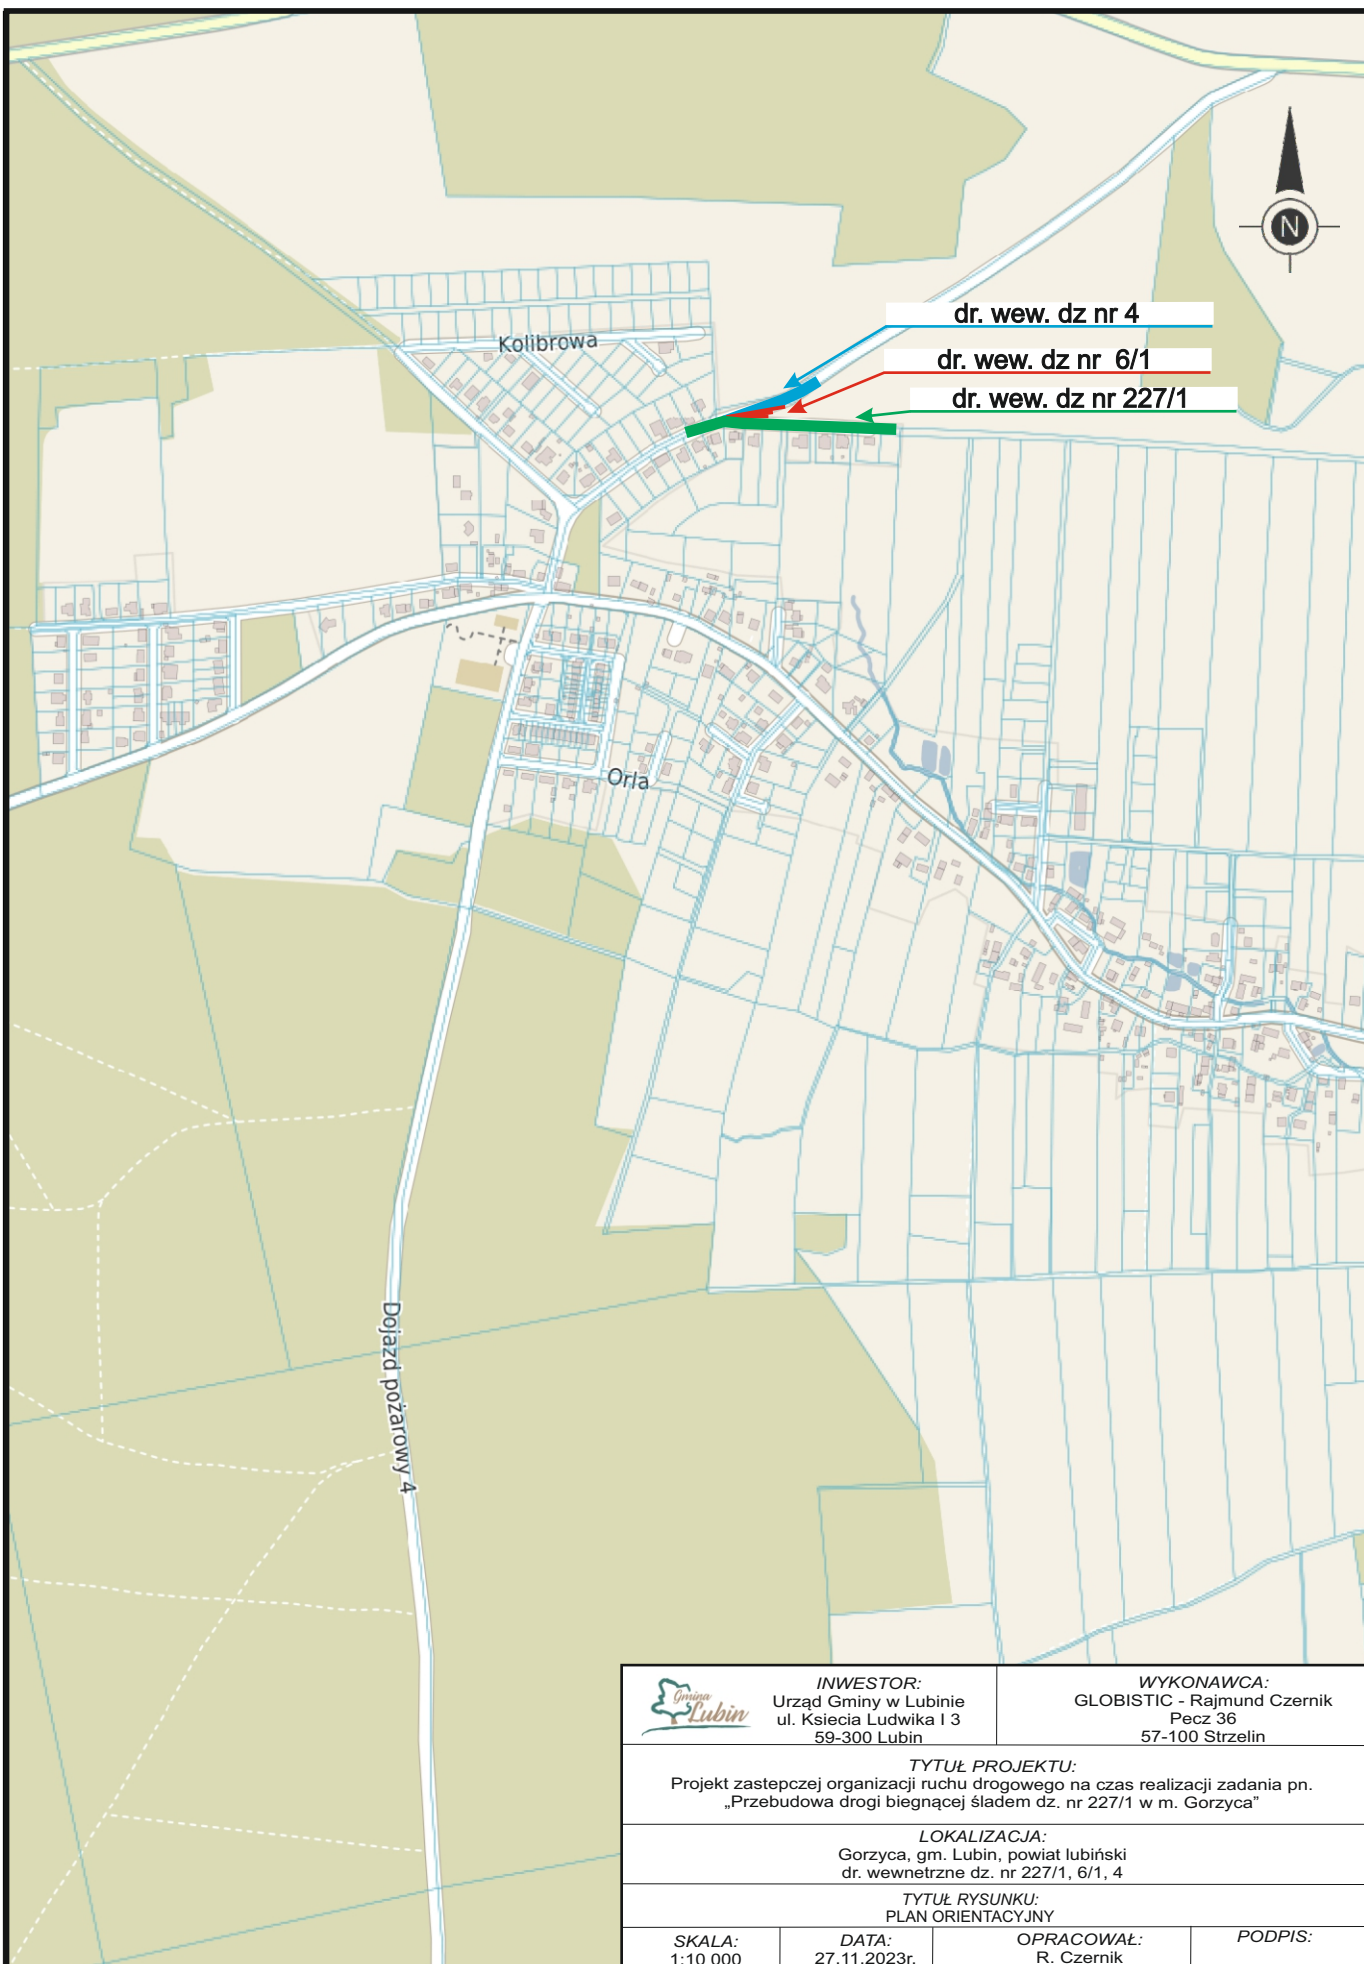 N
dr. wew. dz nr 4
dr. wew. dz nr 6/1
dr. wew. dz nr 227/1
Kolibrowa
Orla
Dojazd pożarowy 4
Gmina
Lubin
INWESTOR:
Urząd Gminy w Lubinie
ul. Ksiecia Ludwika I 3
59-300 Lubin
WYKONAWCA:
GLOBISTIC - Rajmund Czernik
Pecz 36
57-100 Strzelin
TYTUŁ PROJEKTU:
Projekt zastepczej organizacji ruchu drogowego na czas realizacji zadania pn.
„Przebudowa drogi biegnącej śladem dz. nr 227/1 w m. Gorzyca”
LOKALIZACJA:
Gorzyca, gm. Lubin, powiat lubiński
dr. wewnetrzne dz. nr 227/1, 6/1, 4
TYTUŁ RYSUNKU:
PLAN ORIENTACYJNY
SKALA:
1:10 000
DATA:
27.11.2023r.
OPRACOWAŁ:
R. Czernik
PODPIS: